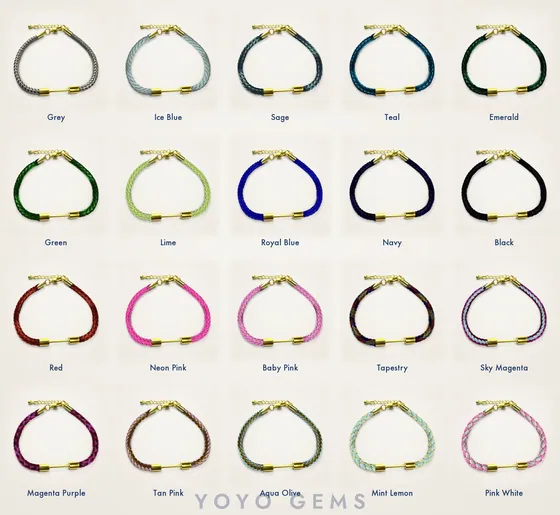 Grey Ice Blue Sage Teal Emerald
Green Lime Royal Blue Navy Black
Red Neon Pink Baby Pink Tapestry Sky Magenta
Magenta Purple Tan Pink Aqua Olive Mint Lemon Pink White
YOYO GEMS